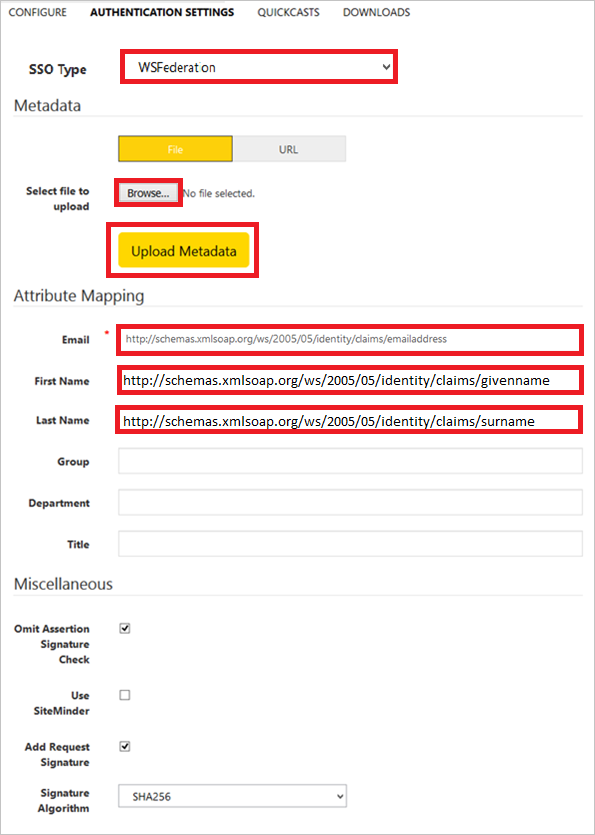 CONFIGURE AUTHENTICATION SETTINGS QUICKCASTS DOWNLOADS
SSO Type WSFederation
Metadata
File URL
Select file to
upload
Browse... No file selected.
Upload Metadata
Attribute Mapping
Email * http://schemas.xmlsoap.org/ws/2005/05/identity/claims/emailaddress
First Name http://schemas.xmlsoap.org/ws/2005/05/identity/claims/givenname
Last Name http://schemas.xmlsoap.org/ws/2005/05/identity/claims/surname
Group
Department
Title
Miscellaneous
Omit Assertion
Signature
Check
Use
SiteMinder
Add Request
Signature
Signature
Algorithm
SHA256